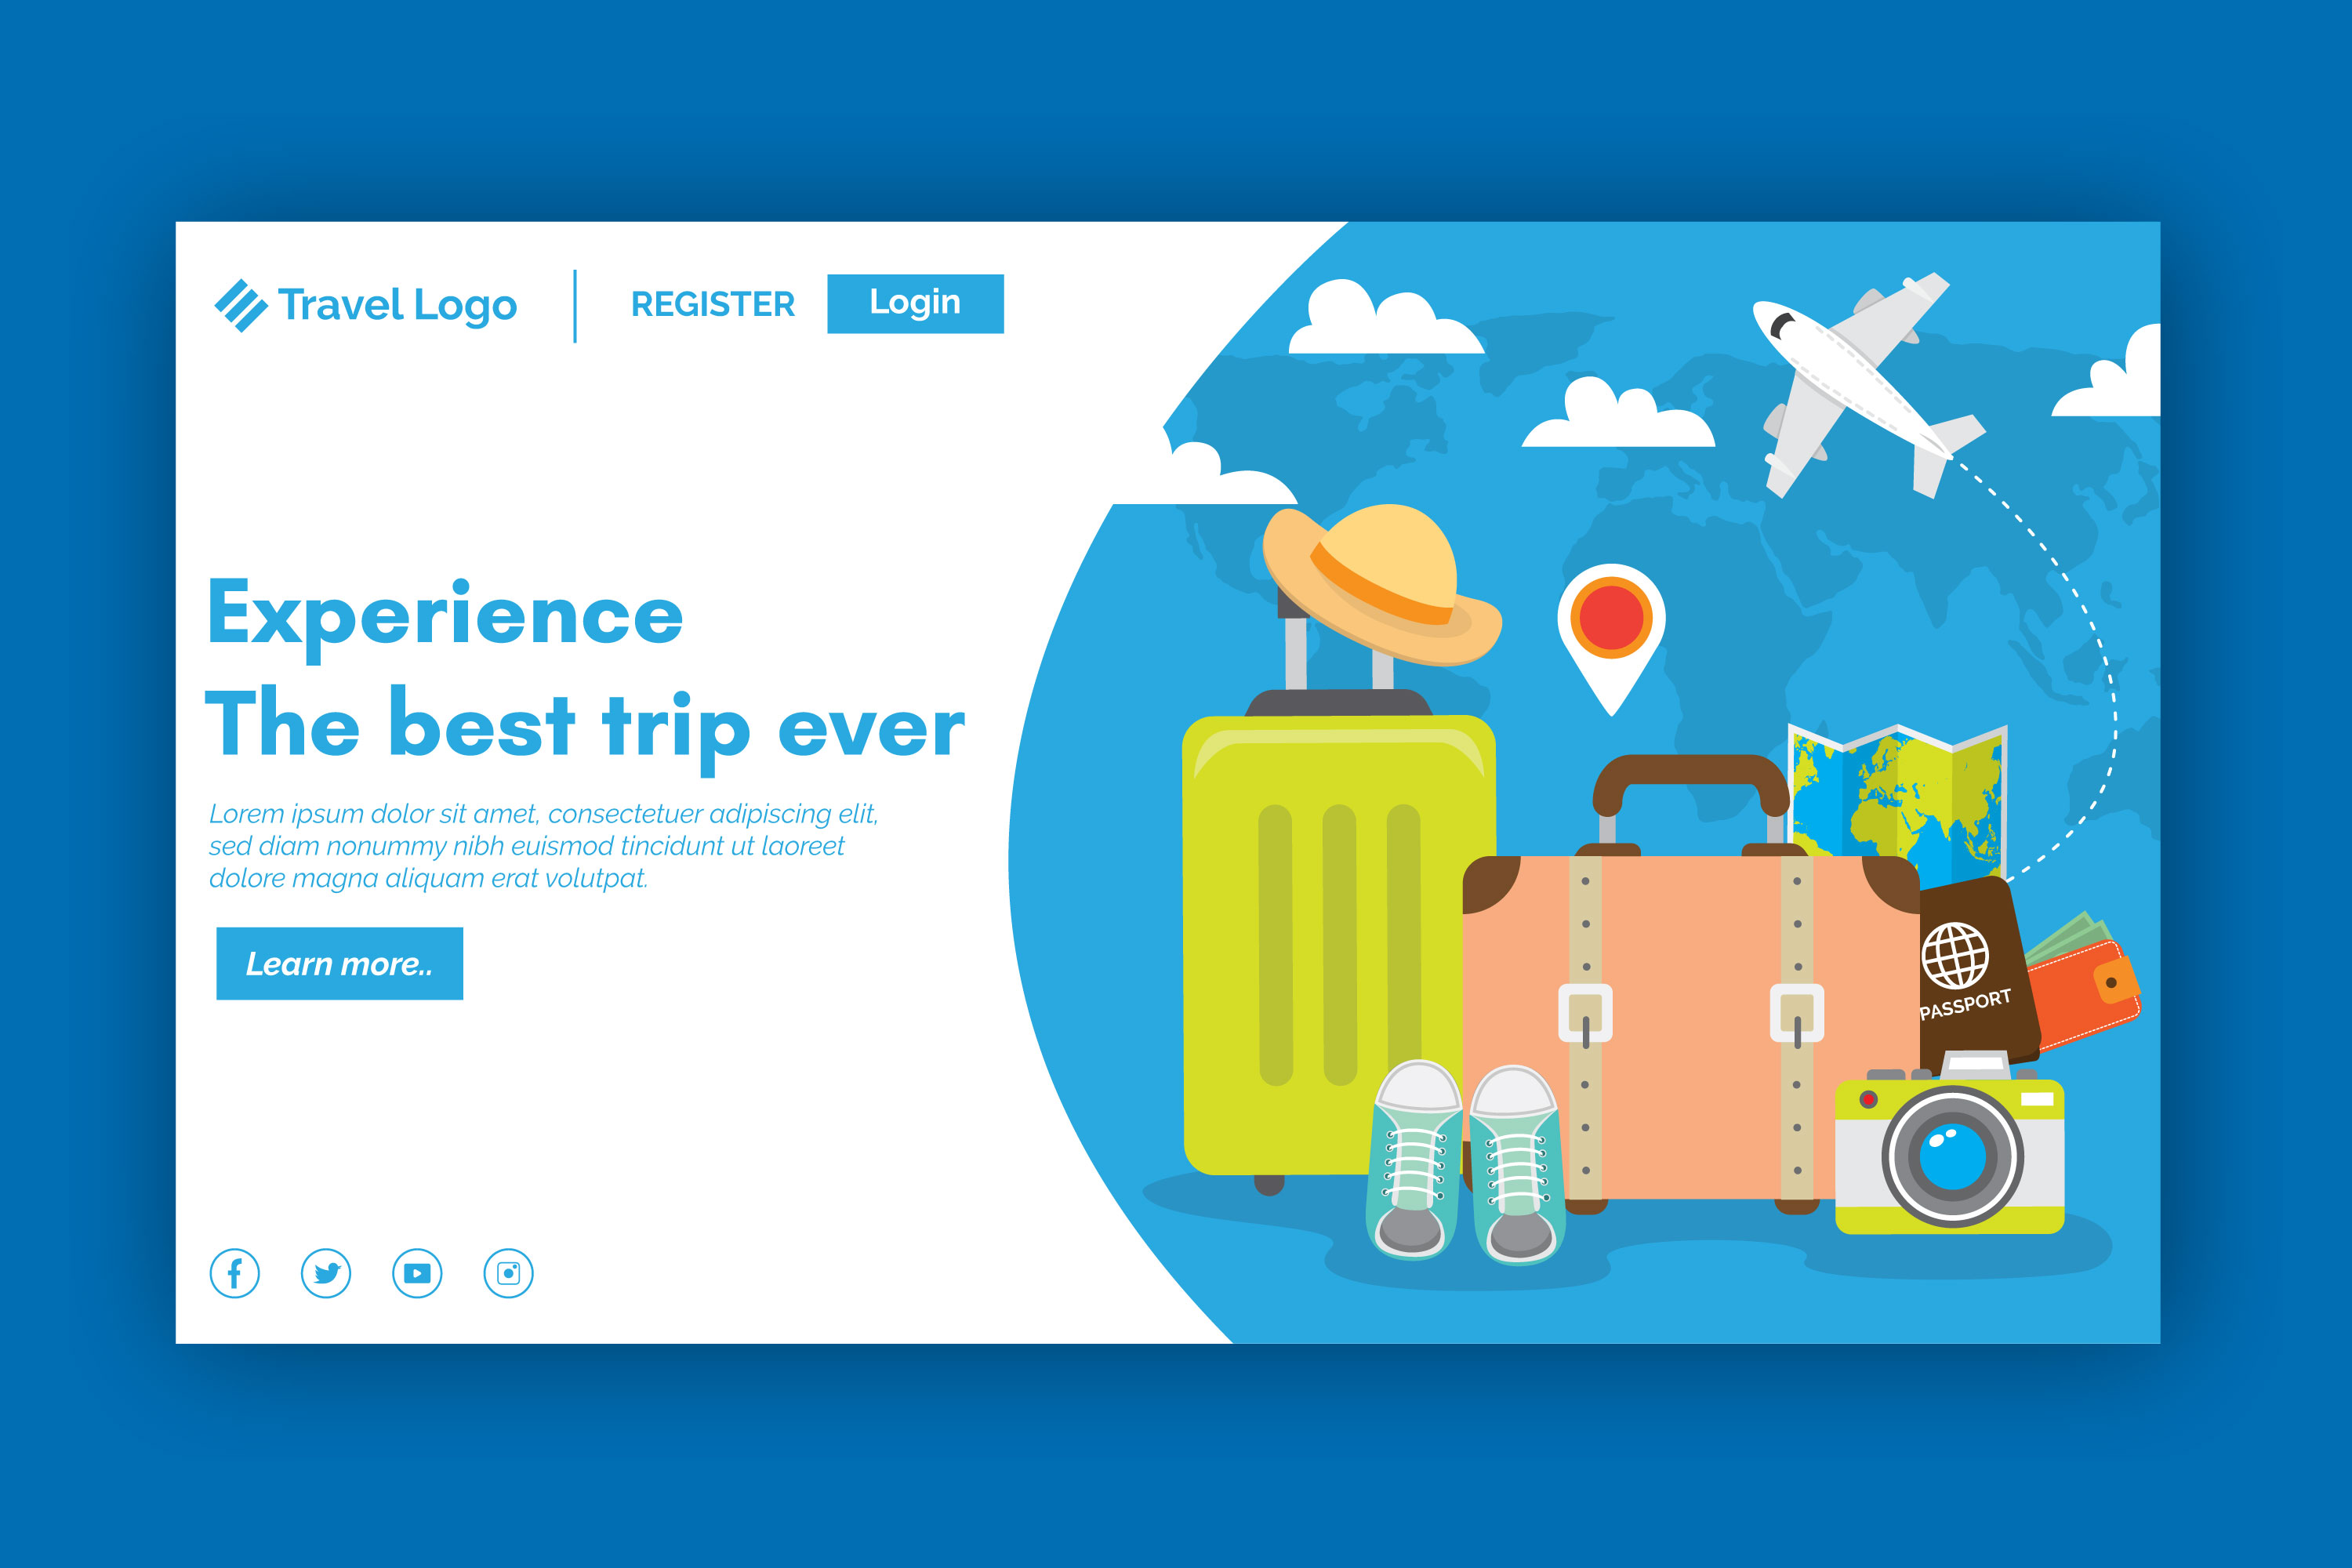 Travel Logo
REGISTER
Login
Experience
The best trip ever
Lorem ipsum dolor sit amet, consectetuer adipiscing elit,
sed diam nonummy nibh euismod tincidunt ut laoreet
dolore magna aliquam erat volutpat.
Learn more..
PASSPORT